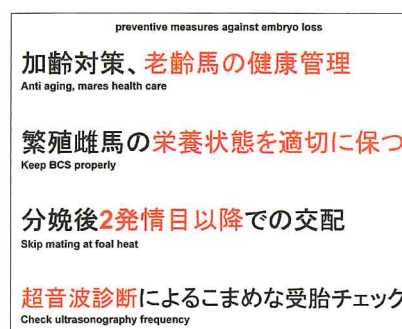 preventive measures against embryo loss
加齢対策、老齢馬の健康管理
Anti aging, mares health care
繁殖雌馬の栄養状態を適切に保つ
Keep BCS properly
分娩後2発情目以降での交配
Skip mating at foal heat
超音波診断によるこまめな受胎チェック
Check ultrasonography frequency